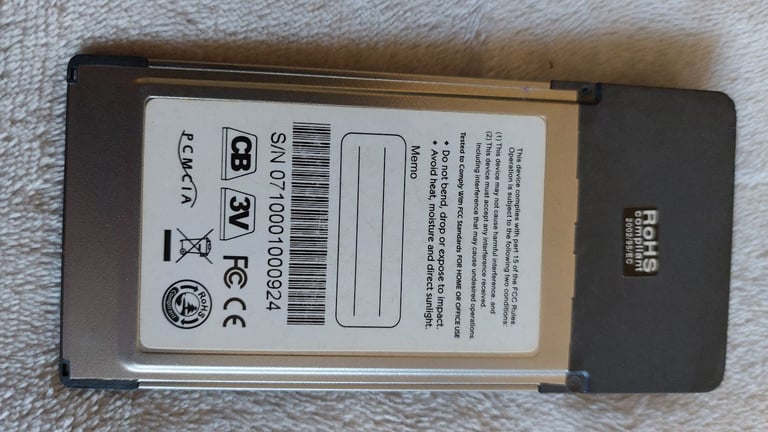 This device complies with part 15 of the FCC Rules.
Operation is subject to the following two conditions:
(1) This device may not cause harmful interference, and
(2) This device must accept any interference received,
including interference that may cause undesired operations.
Tested to Comply With FCC Standards FOR HOME OR OFFICE USE
• Do not bend, drop or expose to impact.
• Avoid heat, moisture and direct sunlight.
Memo
S/N 0710001000924
CB 3V FC CE
PCMCIA
RoHS
RoHS
compliant
2002/95/EC